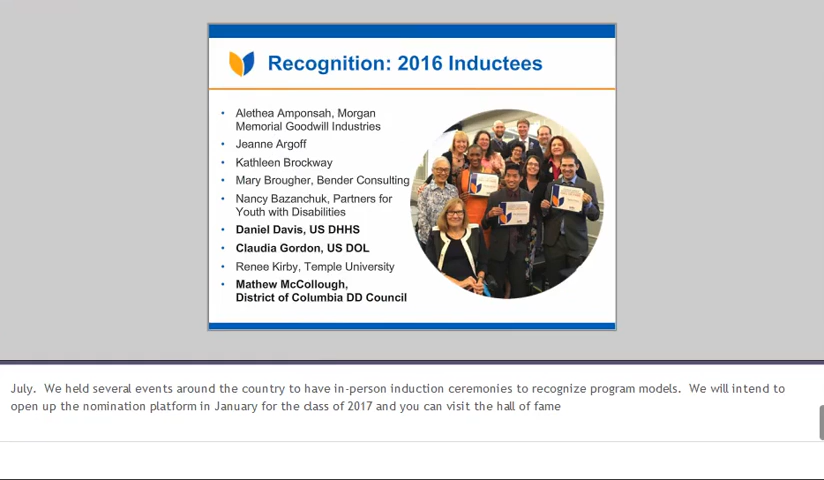 Recognition: 2016 Inductees
• Alethea Amponsah, Morgan
Memorial Goodwill Industries
• Jeanne Argoff
• Kathleen Brockway
• Mary Brougher, Bender Consulting
• Nancy Bazanchuk, Partners for
Youth with Disabilities
• Daniel Davis, US DHHS
• Claudia Gordon, US DOL
• Renee Kirby, Temple University
• Mathew McCollough,
District of Columbia DD Council
July.  We held several events around the country to have in-person induction ceremonies to recognize program models.  We will intend to
open up the nomination platform in January for the class of 2017 and you can visit the hall of fame